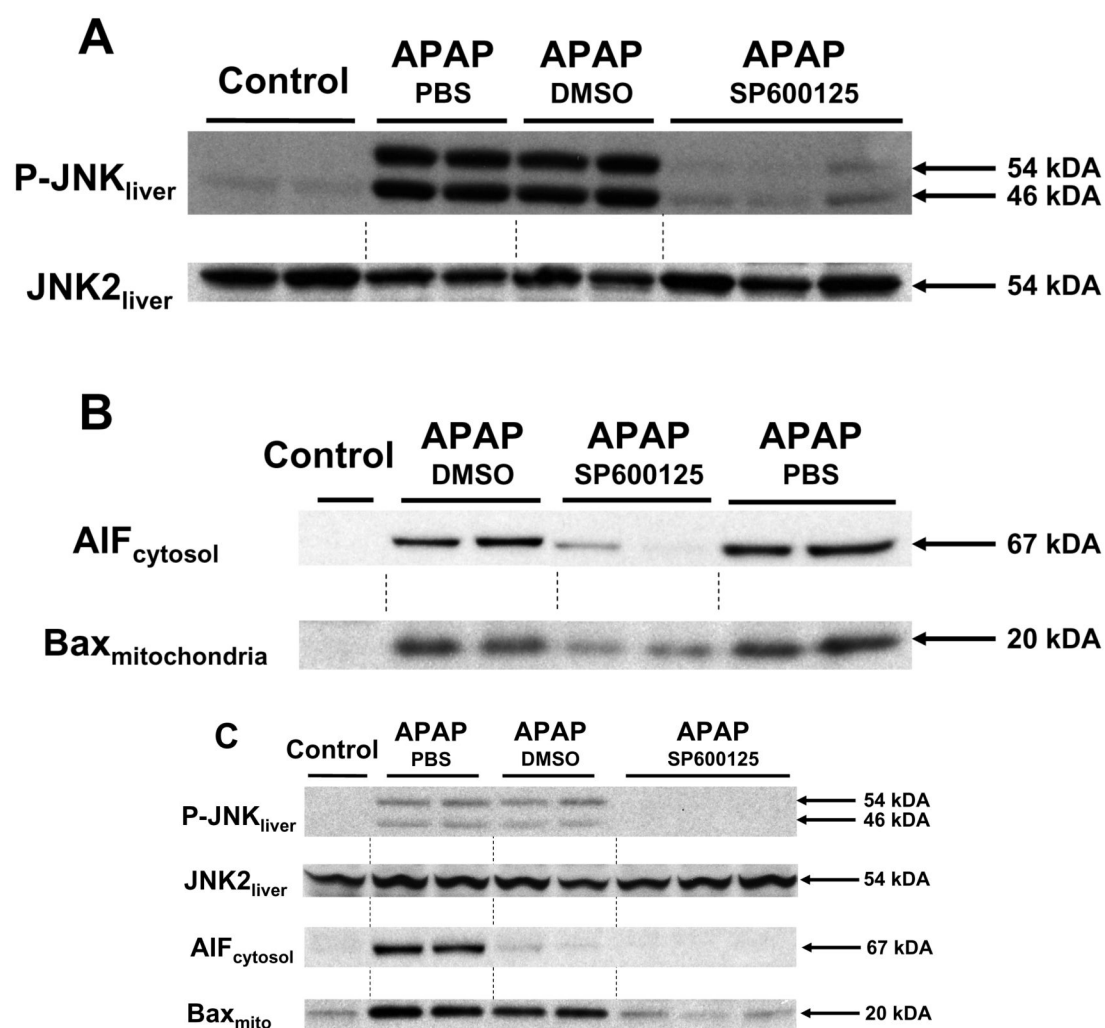 A
Control
APAP
PBS
APAP
DMSO
APAP
SP600125
P-JNKliver
54 kDA
46 kDA
JNK2liver
54 kDA
B
Control
APAP
DMSO
APAP
SP600125
APAP
PBS
AIFcytosol
67 kDA
Baxmitochondria
20 kDA
C
Control
APAP
PBS
APAP
DMSO
APAP
SP600125
P-JNKliver
54 kDA
46 kDA
JNK2liver
54 kDA
AIFcytosol
67 kDA
Baxmito
20 kDA